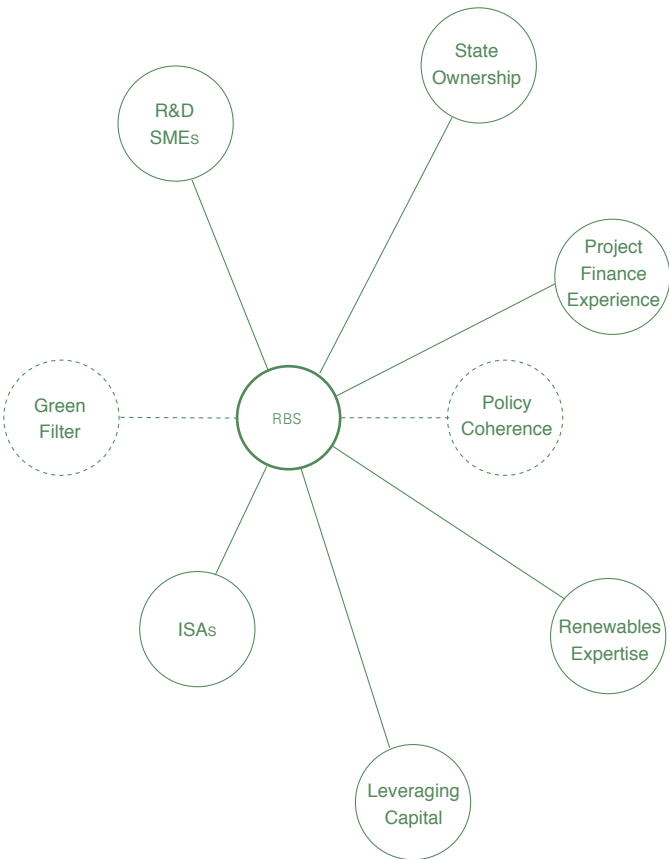 State
Ownership
R&D
SMEs
Project
Finance
Experience
Green
Filter
RBS
Policy
Coherence
ISAs
Renewables
Expertise
Leveraging
Capital